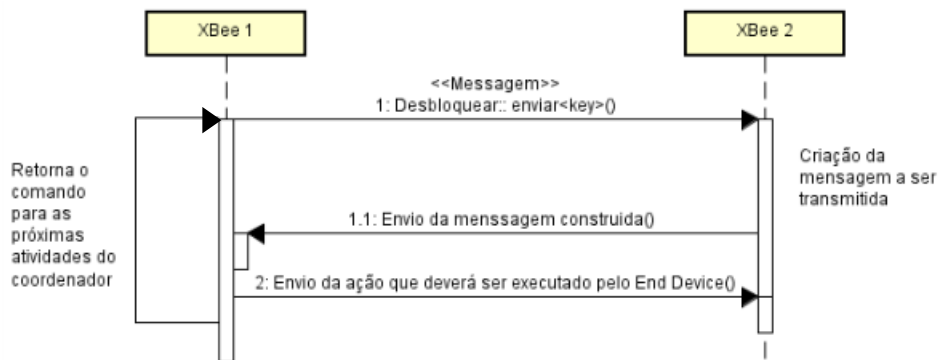 XBee 1
XBee 2
<<Messagem>>
1: Desbloquear:: enviar<key>()
Retorna o
comando
para as
próximas
atividades do
coordenador
Criação da
mensagem a ser
transmitida
1.1: Envio da menssagem construida()
2: Envio da ação que deverá ser executado pelo End Device()